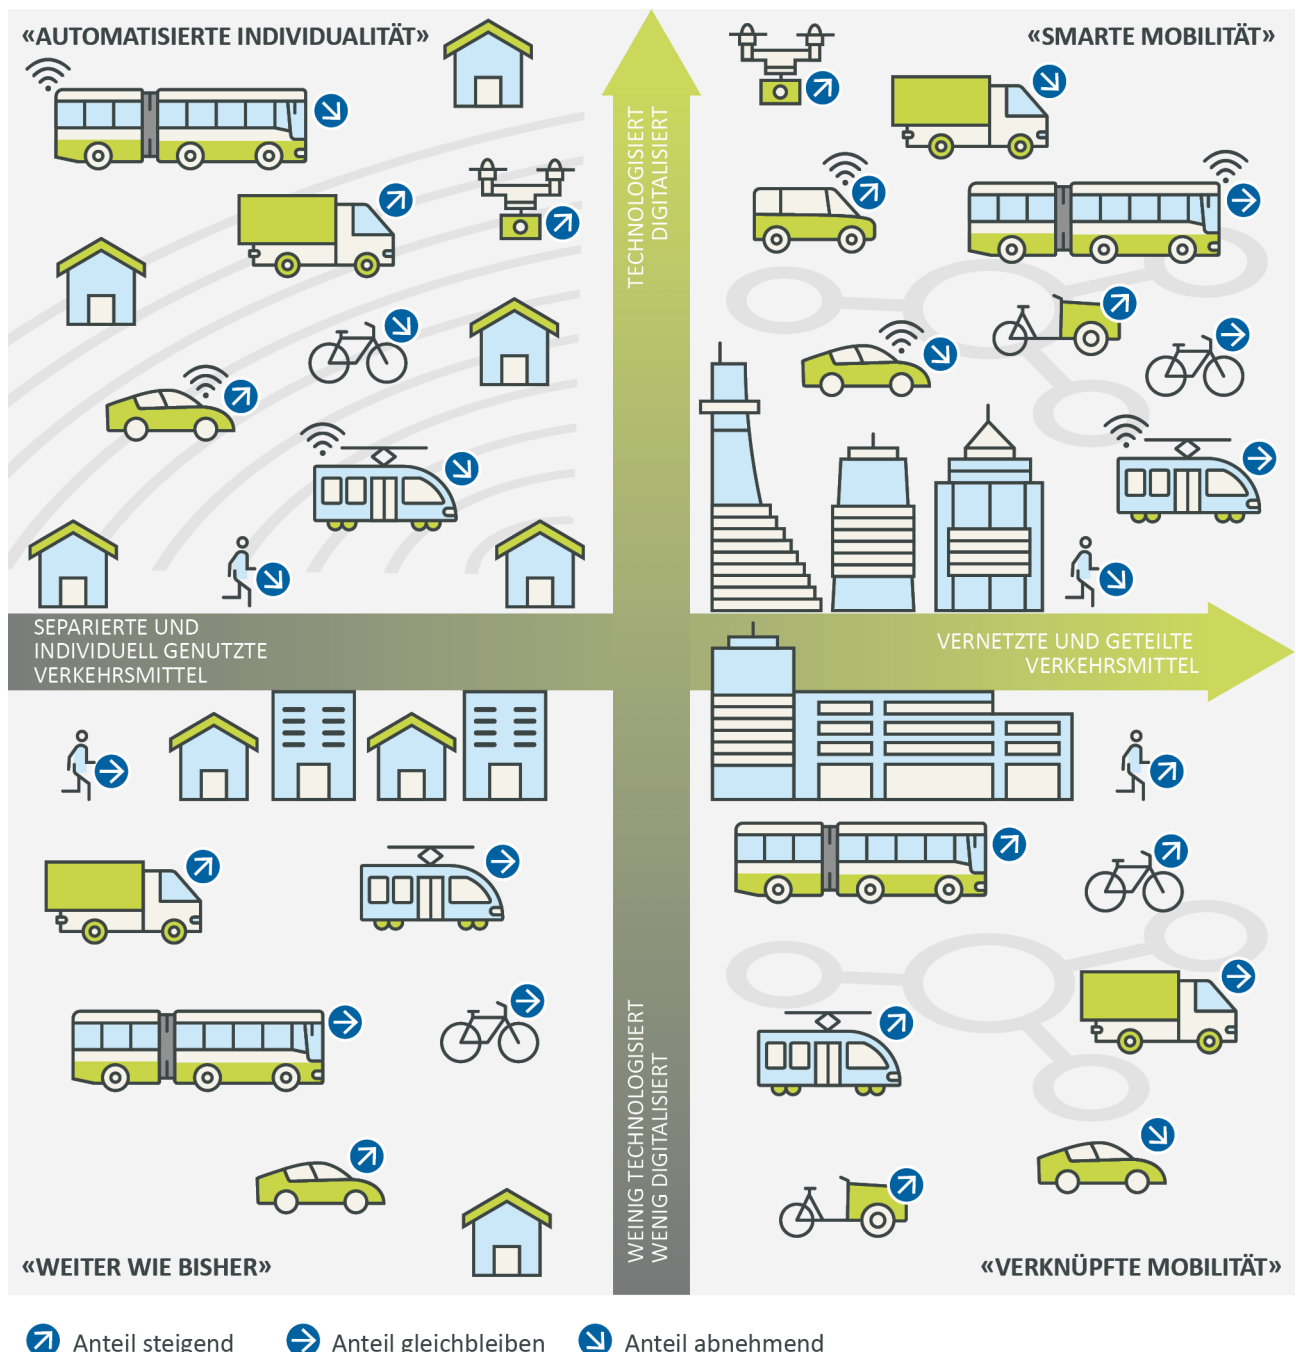 «AUTOMATISIERTE INDIVIDUALITÄT»
«SMARTE MOBILITÄT»
TECHNOLOGISIERT
DIGITALISIERT
SEPARIERTE UND
INDIVIDUELL GENUTZTE
VERKEHRSMITTEL
VERNETZTE UND GETEILTE
VERKEHRSMITTEL
WEINIG TECHNOLOGISIERT
WENIG DIGITALISIERT
«WEITER WIE BISHER»
«VERKNÜPFTE MOBILITÄT»
Anteil steigend
Anteil gleichbleiben
Anteil abnehmend